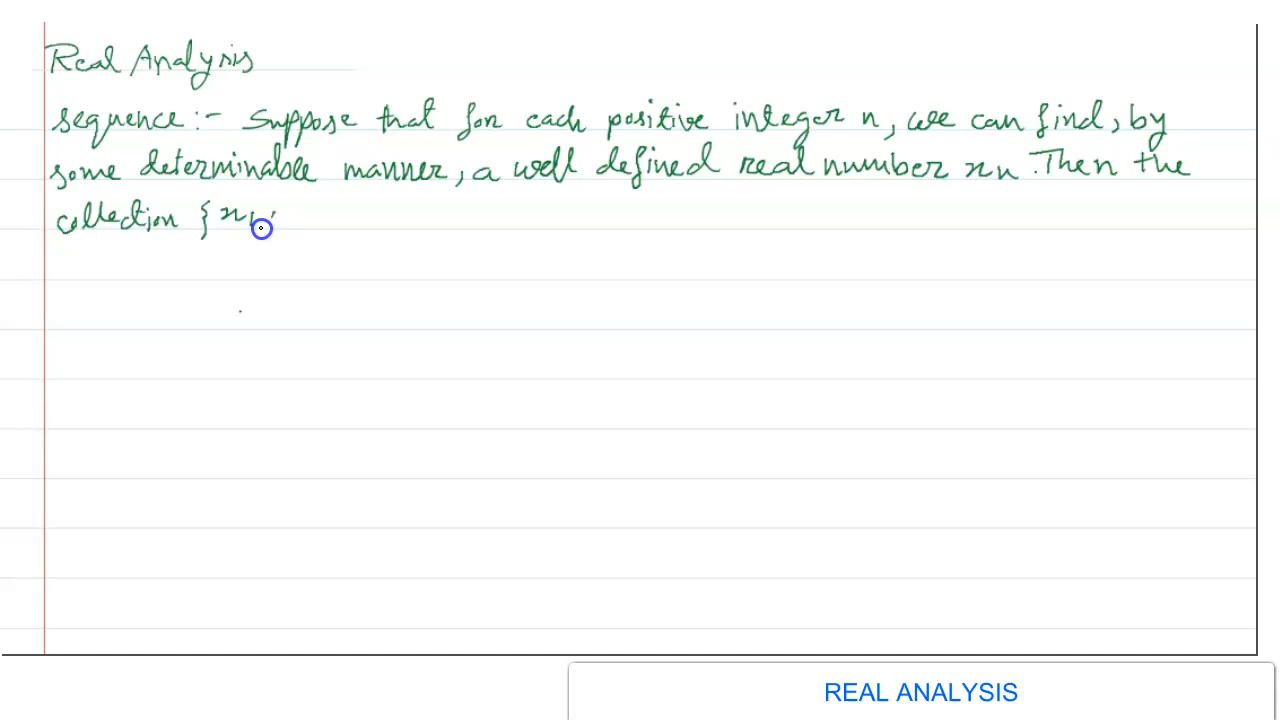 Real Analysis
sequence:- Suppose that for each positive integer n, we can find, by
some determinable manner, a well defined real number xn. Then the
collection {x
REAL ANALYSIS